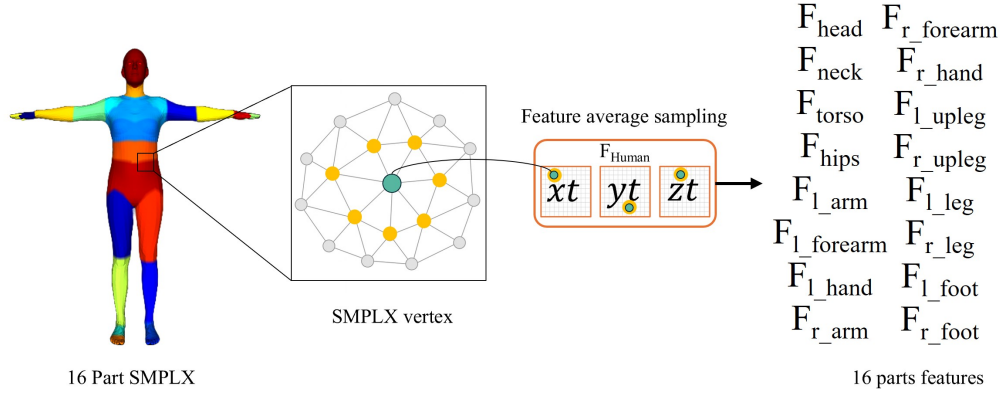 F_head F_r_forearm
F_neck F_r_hand
F_torso F_l_upleg
F_hips F_r_upleg
F_l_arm F_l_leg
F_l_forearm F_r_leg
F_l_hand F_l_foot
F_r_arm F_r_foot
Feature average sampling
F_Human
xt yt zt
SMPLX vertex
16 Part SMPLX
16 parts features